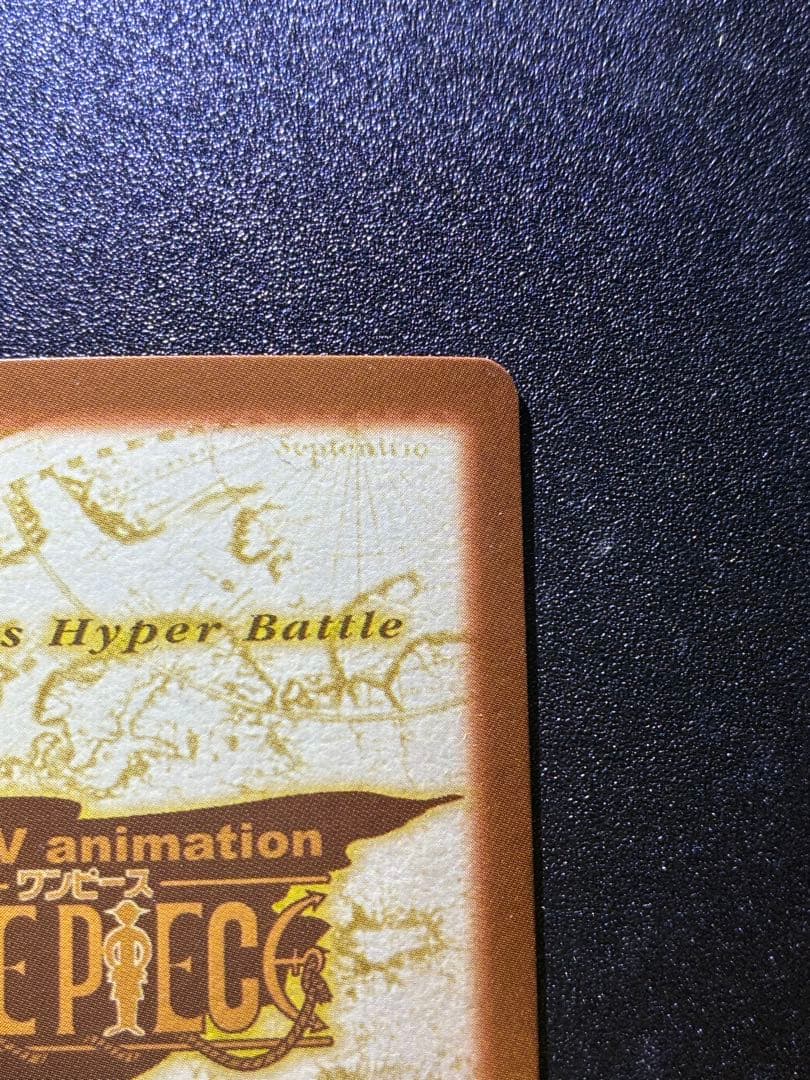 Septentrio
s Hyper Battle
V animation
ワンピース
E PIECE